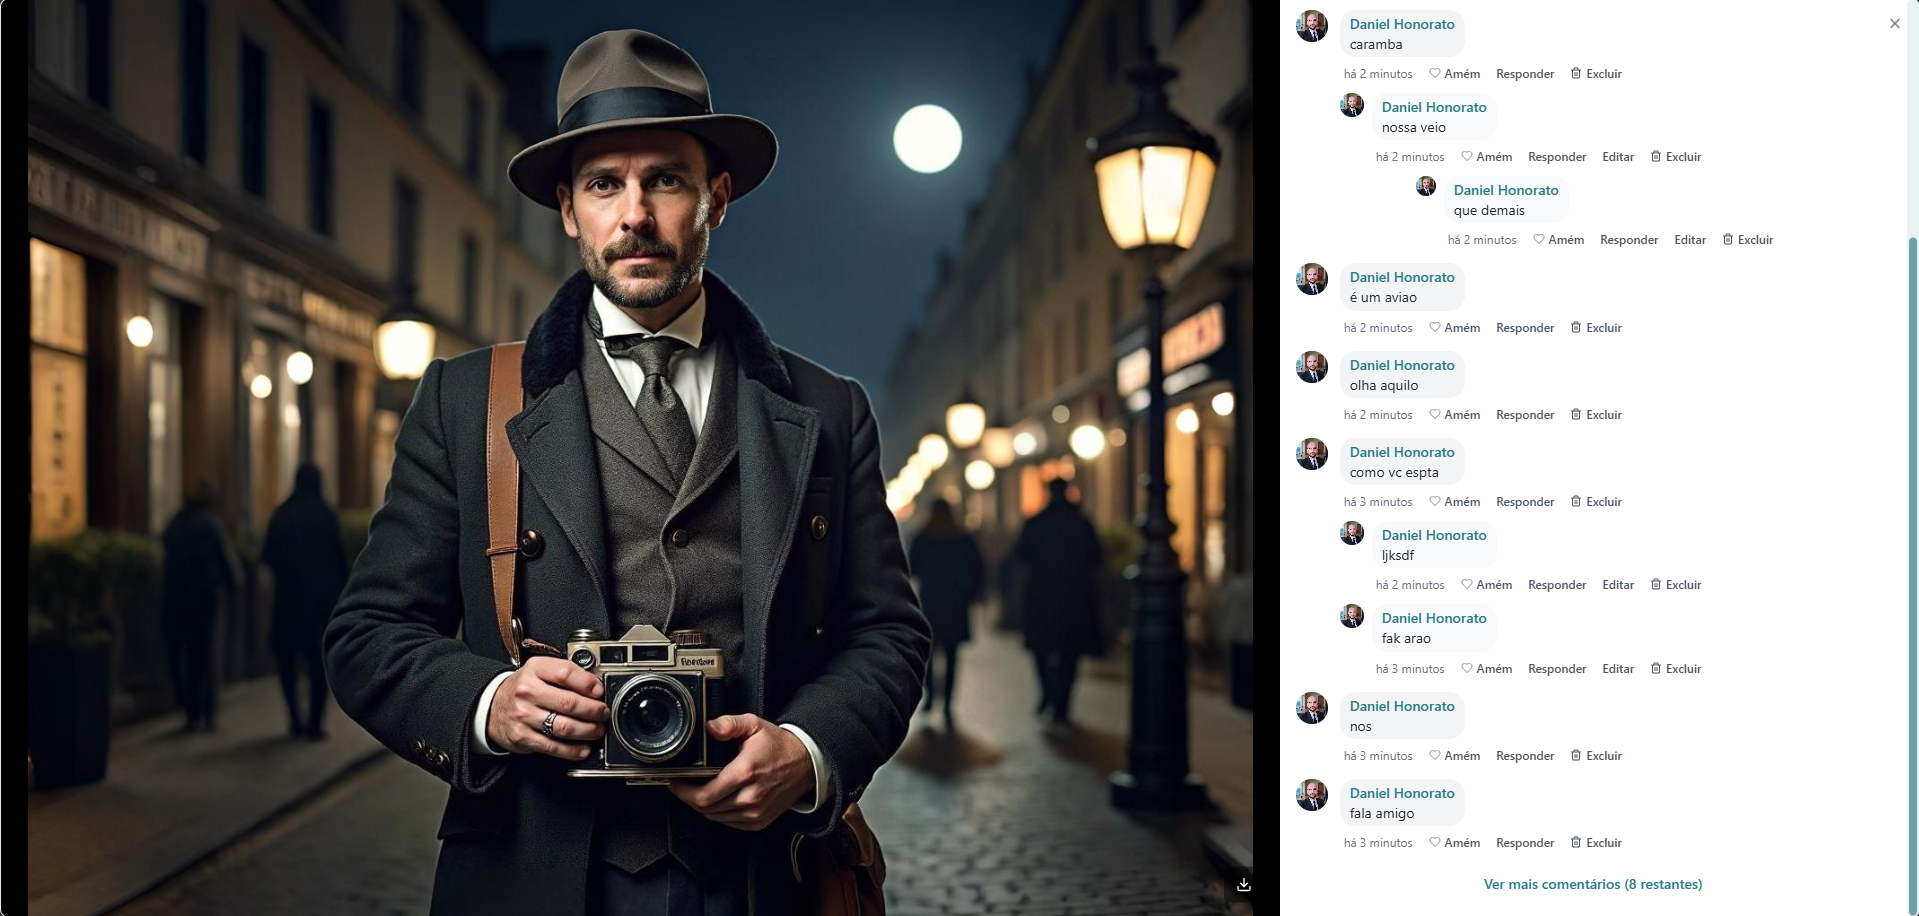 Daniel Honorato
caramba
há 2 minutos Amém Responder Excluir
Daniel Honorato
nossa veio
há 2 minutos Amém Responder Editar Excluir
Daniel Honorato
que demais
há 2 minutos Amém Responder Editar Excluir
Daniel Honorato
é um aviao
há 2 minutos Amém Responder Excluir
Daniel Honorato
olha aquilo
há 2 minutos Amém Responder Excluir
Daniel Honorato
como vc espta
há 3 minutos Amém Responder Excluir
Daniel Honorato
ljksdf
há 2 minutos Amém Responder Editar Excluir
Daniel Honorato
fak arao
há 3 minutos Amém Responder Editar Excluir
Daniel Honorato
nos
há 3 minutos Amém Responder Excluir
Daniel Honorato
fala amigo
há 3 minutos Amém Responder Excluir
Ver mais comentários (8 restantes)